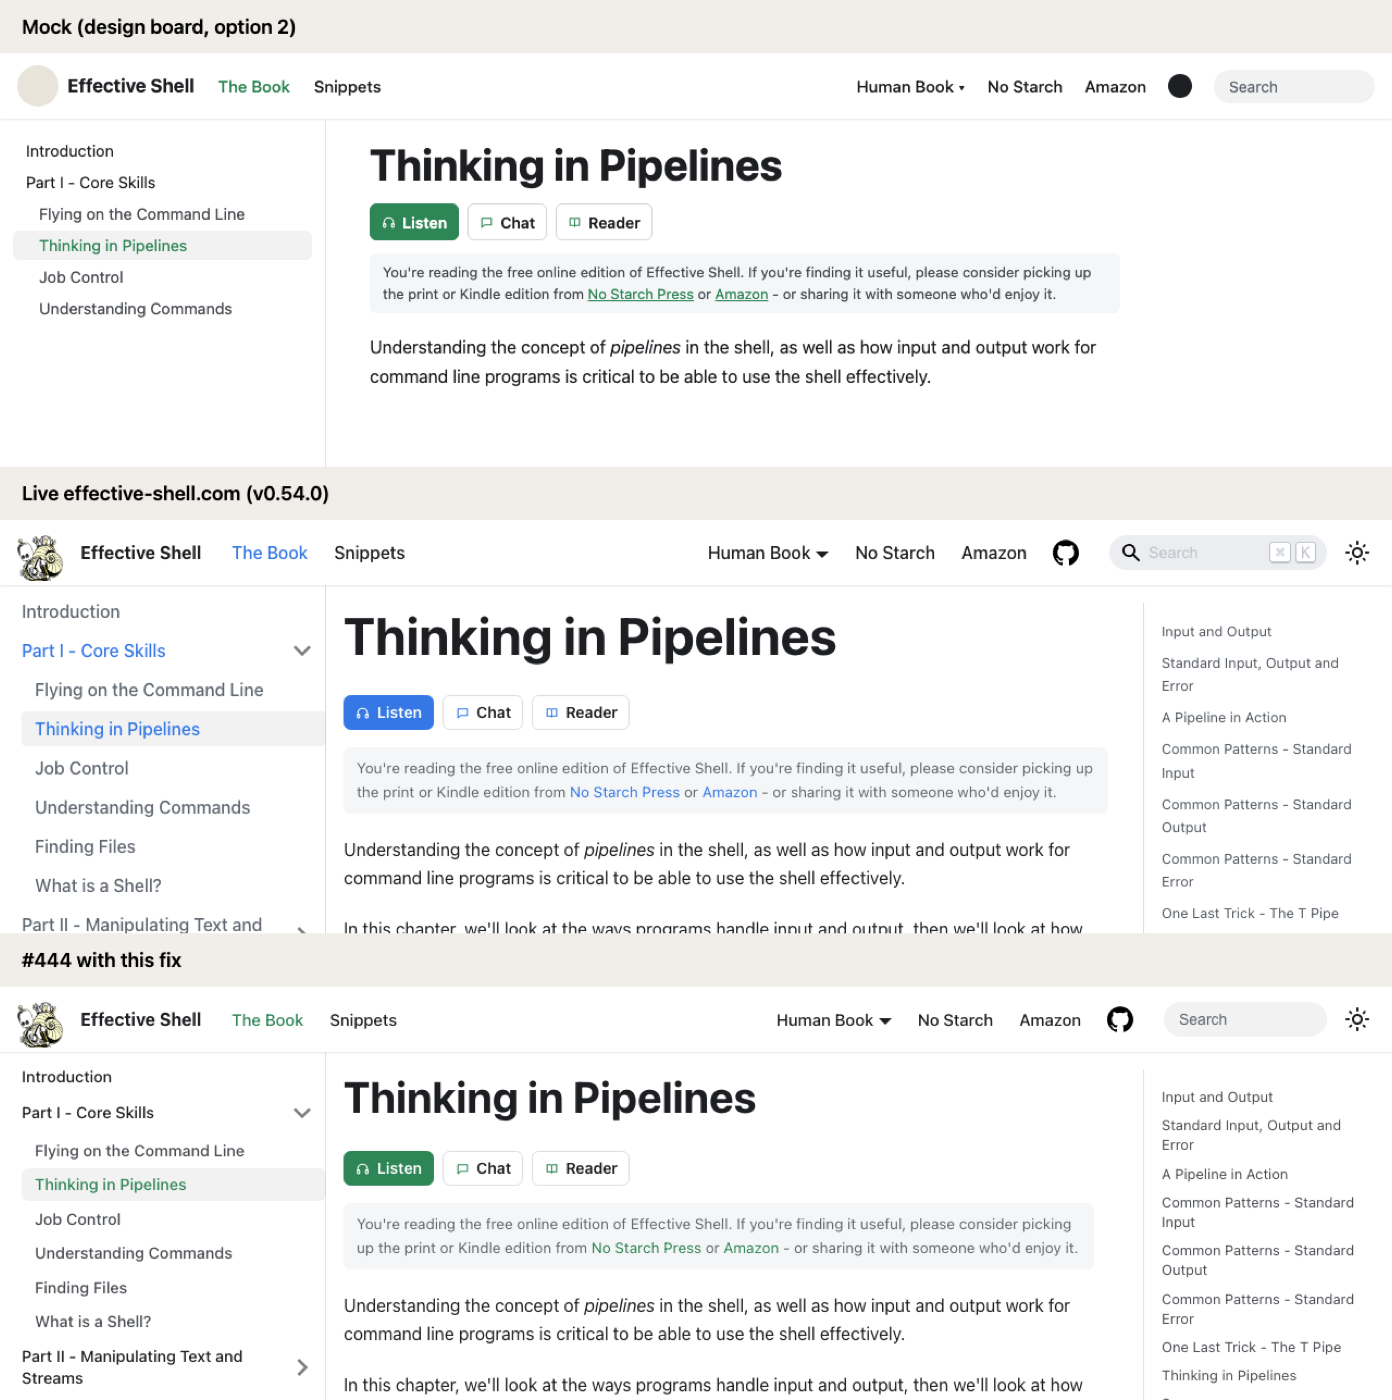 Mock (design board, option 2)
Effective Shell The Book Snippets Human Book ▾ No Starch Amazon Search
Introduction
Part I - Core Skills
Flying on the Command Line
Thinking in Pipelines
Job Control
Understanding Commands
Thinking in Pipelines
Listen Chat Reader
You're reading the free online edition of Effective Shell. If you're finding it useful, please consider picking up
the print or Kindle edition from No Starch Press or Amazon - or sharing it with someone who'd enjoy it.
Understanding the concept of pipelines in the shell, as well as how input and output work for
command line programs is critical to be able to use the shell effectively.
Live effective-shell.com (v0.54.0)
Effective Shell The Book Snippets Human Book No Starch Amazon Search ⌘ K
Introduction
Part I - Core Skills
Flying on the Command Line
Thinking in Pipelines
Job Control
Understanding Commands
Finding Files
What is a Shell?
Part II - Manipulating Text and
Thinking in Pipelines
Listen Chat Reader
You're reading the free online edition of Effective Shell. If you're finding it useful, please consider picking up
the print or Kindle edition from No Starch Press or Amazon - or sharing it with someone who'd enjoy it.
Understanding the concept of pipelines in the shell, as well as how input and output work for
command line programs is critical to be able to use the shell effectively.
In this chapter, we'll look at the ways programs handle input and output, then we'll look at how
Input and Output
Standard Input, Output and
Error
A Pipeline in Action
Common Patterns - Standard
Input
Common Patterns - Standard
Output
Common Patterns - Standard
Error
One Last Trick - The T Pipe
#444 with this fix
Effective Shell The Book Snippets Human Book No Starch Amazon Search
Introduction
Part I - Core Skills
Flying on the Command Line
Thinking in Pipelines
Job Control
Understanding Commands
Finding Files
What is a Shell?
Part II - Manipulating Text and
Streams
Thinking in Pipelines
Listen Chat Reader
You're reading the free online edition of Effective Shell. If you're finding it useful, please consider picking
up the print or Kindle edition from No Starch Press or Amazon - or sharing it with someone who'd enjoy it.
Understanding the concept of pipelines in the shell, as well as how input and output work for
command line programs is critical to be able to use the shell effectively.
In this chapter, we'll look at the ways programs handle input and output, then we'll look at how
Input and Output
Standard Input, Output and
Error
A Pipeline in Action
Common Patterns - Standard
Input
Common Patterns - Standard
Output
Common Patterns - Standard
Error
One Last Trick - The T Pipe
Thinking in Pipelines